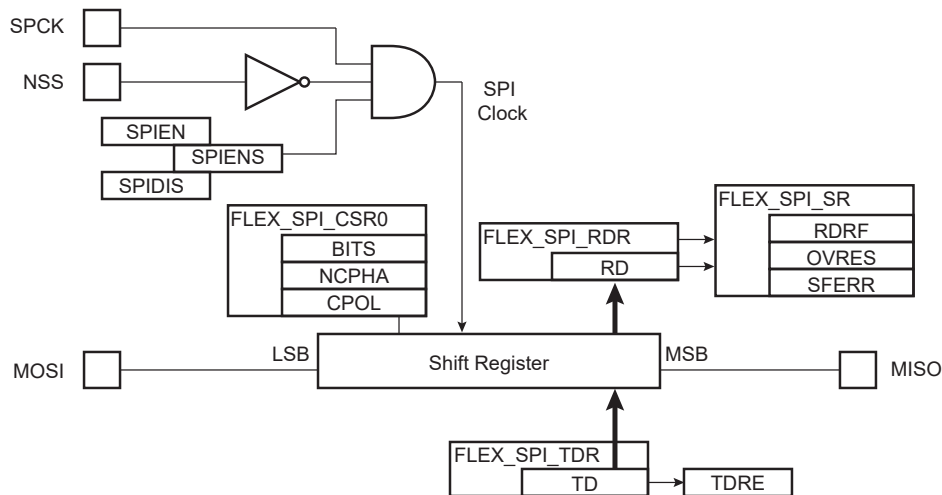 SPCK
NSS
SPI
Clock
SPIEN
SPIENS
SPIDIS
FLEX_SPI_CSR0
BITS
NCPHA
CPOL
FLEX_SPI_RDR
RD
FLEX_SPI_SR
RDRF
OVRES
SFERR
MOSI
LSB
Shift Register
MSB
MISO
FLEX_SPI_TDR
TD
TDRE